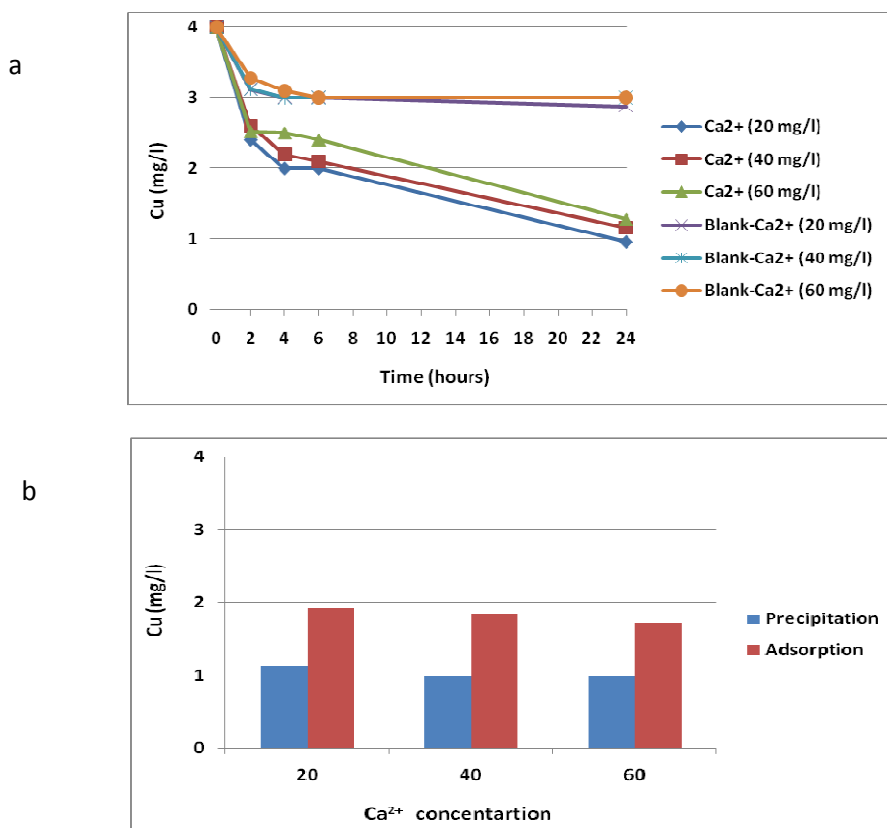 a
4
3
2
1
0
Cu (mg/l)
0 2 4 6 8 10 12 14 16 18 20 22 24
Time (hours)
Ca2+ (20 mg/l)
Ca2+ (40 mg/l)
Ca2+ (60 mg/l)
Blank-Ca2+ (20 mg/l)
Blank-Ca2+ (40 mg/l)
Blank-Ca2+ (60 mg/l)
b
4
3
2
1
0
Cu (mg/l)
20 40 60
Ca²⁺ concentartion
Precipitation
Adsorption